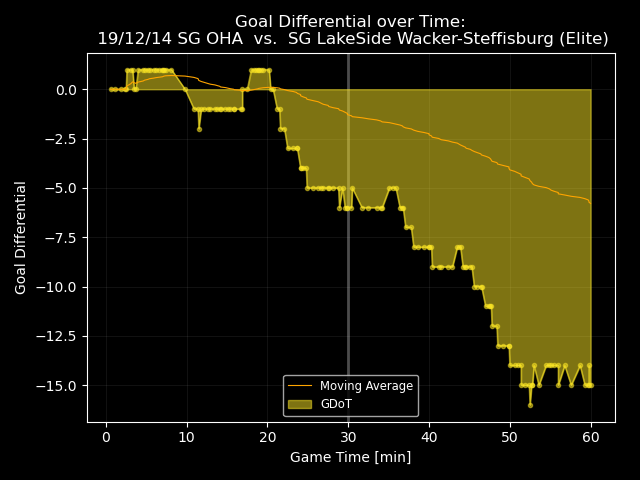 Goal Differential over Time:
19/12/14 SG OHA  vs.  SG LakeSide Wacker-Steffisburg (Elite)
Goal Differential
0.0
−2.5
−5.0
−7.5
−10.0
−12.5
−15.0
Moving Average
GDoT
0 10 20 30 40 50 60
Game Time [min]